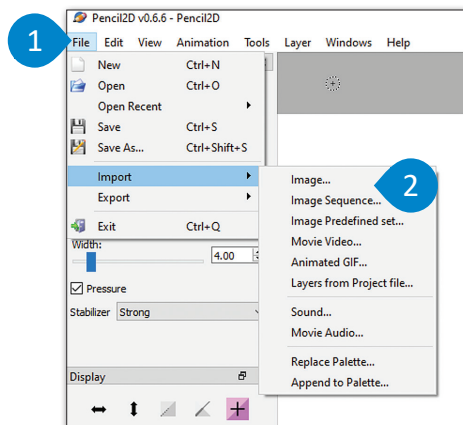 Pencil2D v0.6.6 - Pencil2D
1
File Edit View Animation Tools Layer Windows Help
New Ctrl+N
Open Ctrl+O
Open Recent
Save Ctrl+S
Save As... Ctrl+Shift+S
Import
Export
Exit Ctrl+Q
2
Image...
Image Sequence...
Image Predefined set...
Movie Video...
Animated GIF...
Layers from Project file...
Sound...
Movie Audio...
Replace Palette...
Append to Palette...
Width:
4.00
Pressure
Stabilizer Strong
Display